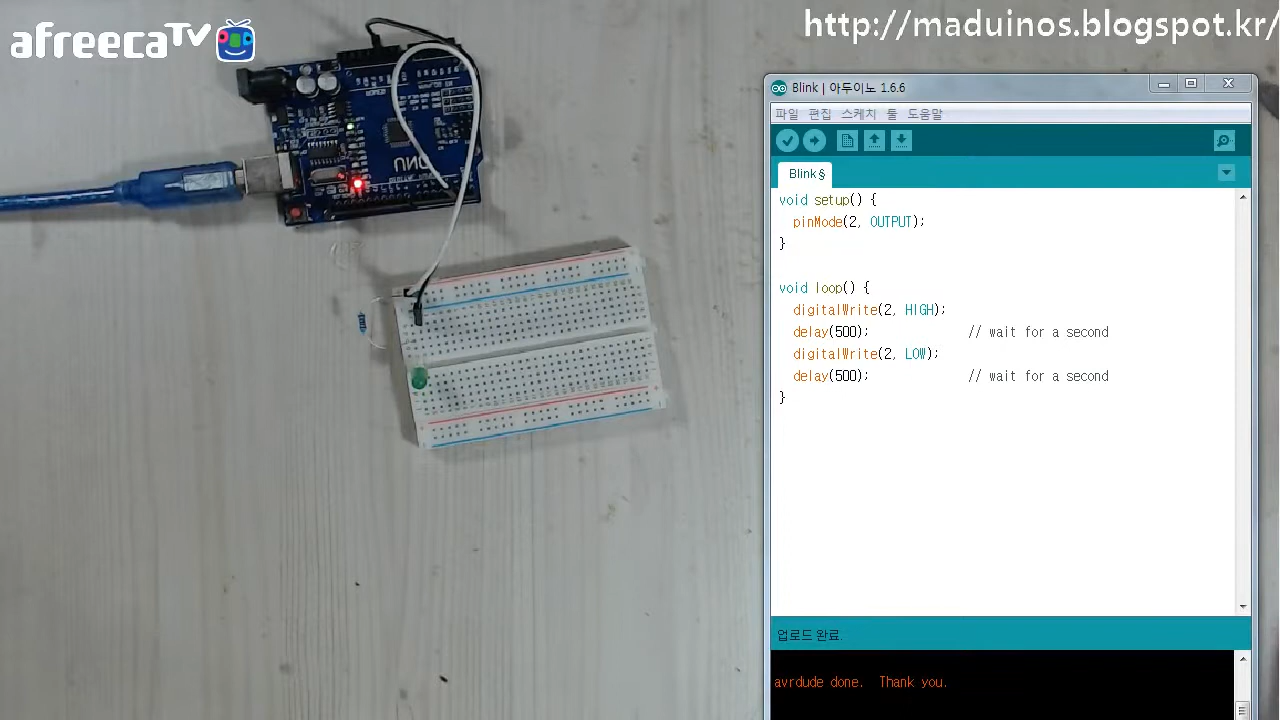 afreecaTV
http://maduinos.blogspot.kr/
Blink | 아두이노 1.6.6
파일 편집 스케치 툴 도움말
Blink§
void setup() {
pinMode(2, OUTPUT);
}
void loop() {
digitalWrite(2, HIGH);
delay(500); // wait for a second
digitalWrite(2, LOW);
delay(500); // wait for a second
}
업로드 완료.
avrdude done. Thank you.
UNO